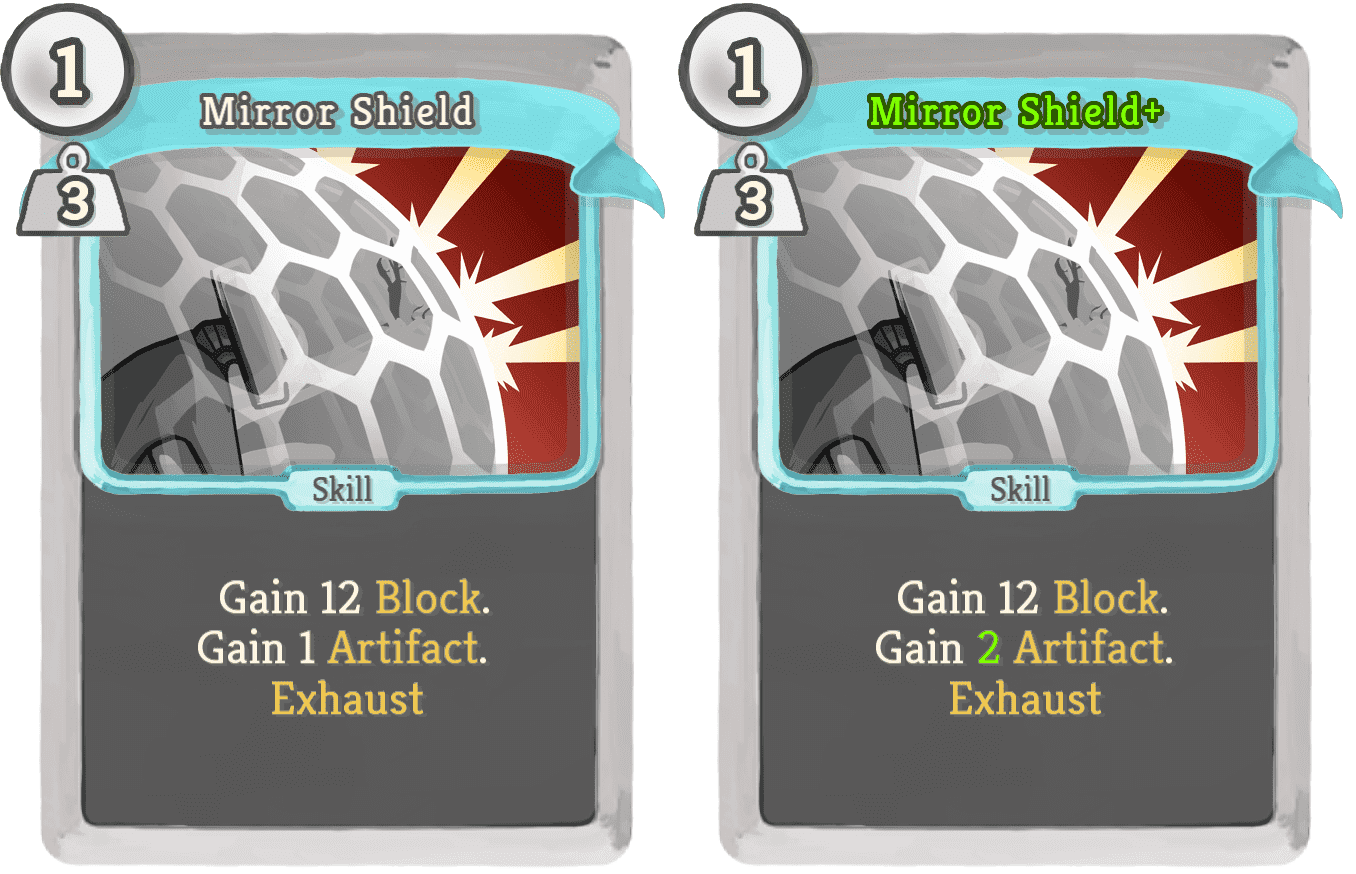 1
Mirror Shield
3
Skill
Gain 12 Block.
Gain 1 Artifact.
Exhaust
1
Mirror Shield+
3
Skill
Gain 12 Block.
Gain 2 Artifact.
Exhaust